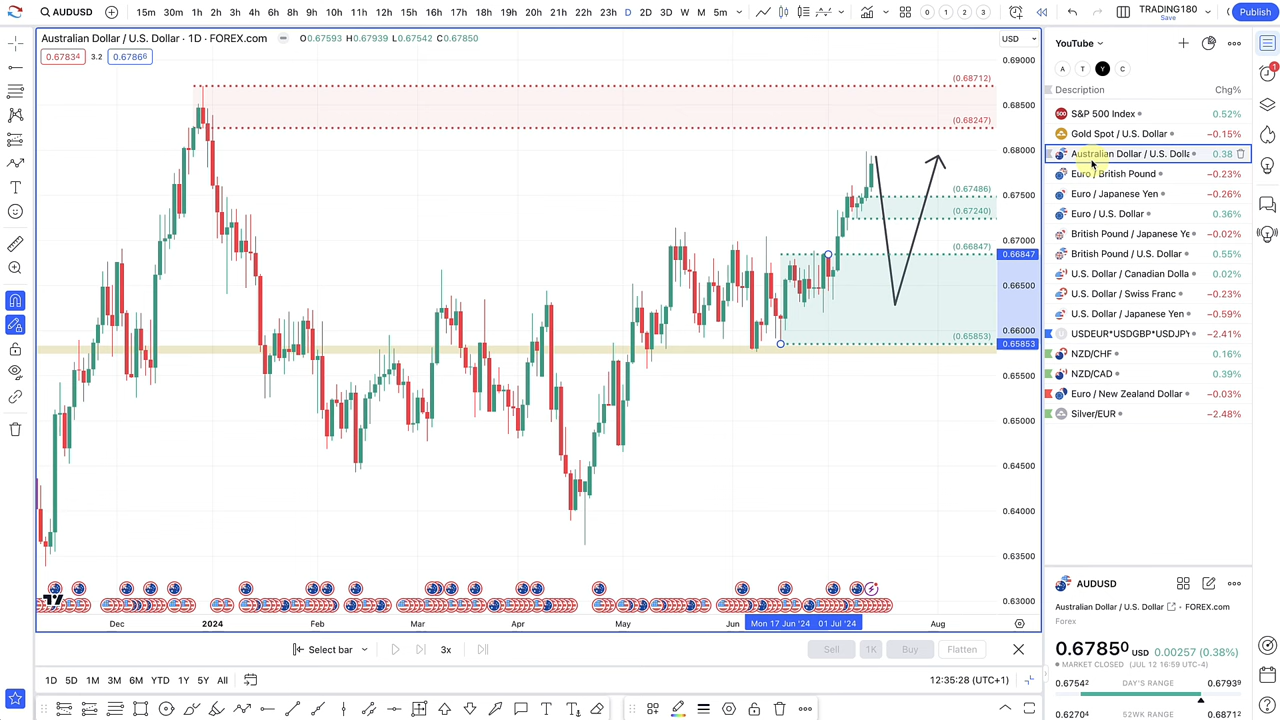 AUDUSD 15m 30m 1h 2h 3h 4h 6h 7h 8h 9h 10h 11h 12h 15h 16h 17h 18h 19h 20h 21h 22h 23h D 2D 3D W M 5m 0 1 2 3 TRADING180 Save Publish
Australian Dollar / U.S. Dollar · 1D · FOREX.com O0.67593 H0.67939 L0.67542 C0.67850
0.67834 3.2 0.67866
USD
0.69000
(0.68712)
0.68500
(0.68247)
0.68000
0.67500
(0.67486)
(0.67240)
0.67000
(0.66847)
0.66847
0.66500
0.66000
(0.65853)
0.65853
0.65500
0.65000
0.64500
0.64000
0.63500
0.63000
Dec 2024 Feb Mar Apr May Jun Mon 17 Jun '24 01 Jul '24 Aug
Select bar 3x Sell 1K Buy Flatten
1D 5D 1M 3M 6M YTD 1Y 5Y All 12:35:28 (UTC+1)
YouTube
A T Y C
Description Chg%
500 S&P 500 Index 0.52%
Gold Spot / U.S. Dollar −0.15%
Australian Dollar / U.S. Dolla 0.38
Euro / British Pound −0.23%
Euro / Japanese Yen −0.26%
Euro / U.S. Dollar 0.36%
British Pound / Japanese Ye −0.02%
British Pound / U.S. Dollar 0.55%
U.S. Dollar / Canadian Dolla 0.02%
U.S. Dollar / Swiss Franc −0.23%
U.S. Dollar / Japanese Yen −0.59%
U USDEUR*USDGBP*USDJPY −2.41%
NZD/CHF 0.16%
NZD/CAD 0.39%
Euro / New Zealand Dollar −0.03%
Silver/EUR −2.48%
1
AUDUSD
Australian Dollar / U.S. Dollar · FOREX.com
Forex
0.67850 USD 0.00257 (0.38%)
MARKET CLOSED (JUL 12 16:59 UTC-4)
0.67542 DAY'S RANGE 0.67939
0.62704 52WK RANGE 0.68712